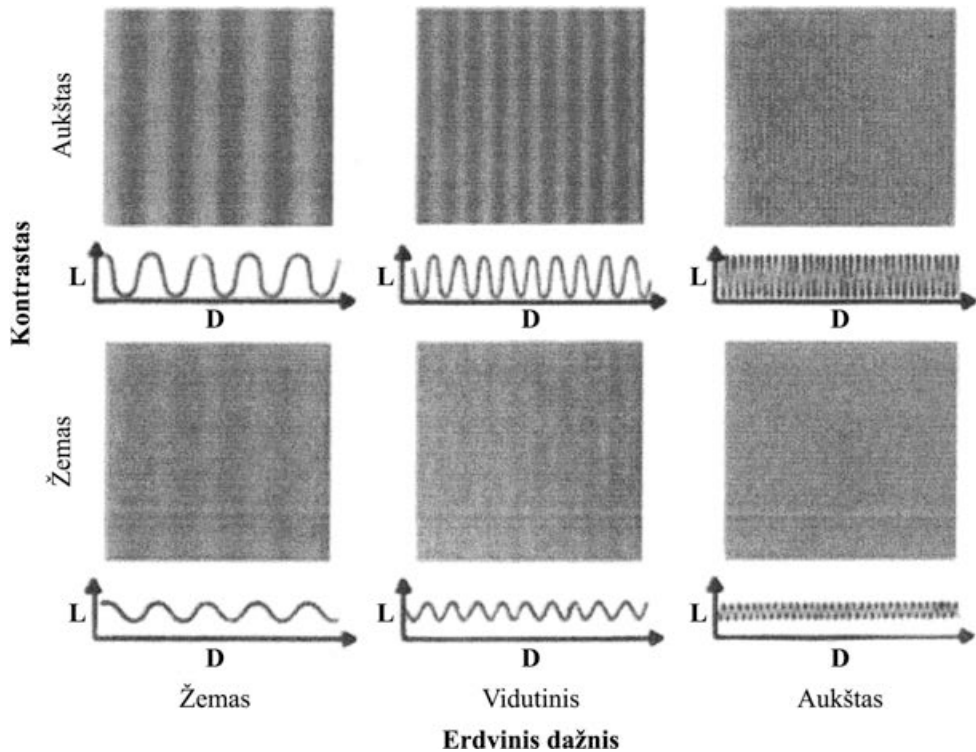 Kontrastas
Aukštas
L
D
L
D
L
D
Žemas
L
D
L
D
L
D
Žemas
Vidutinis
Aukštas
Erdvinis dažnis